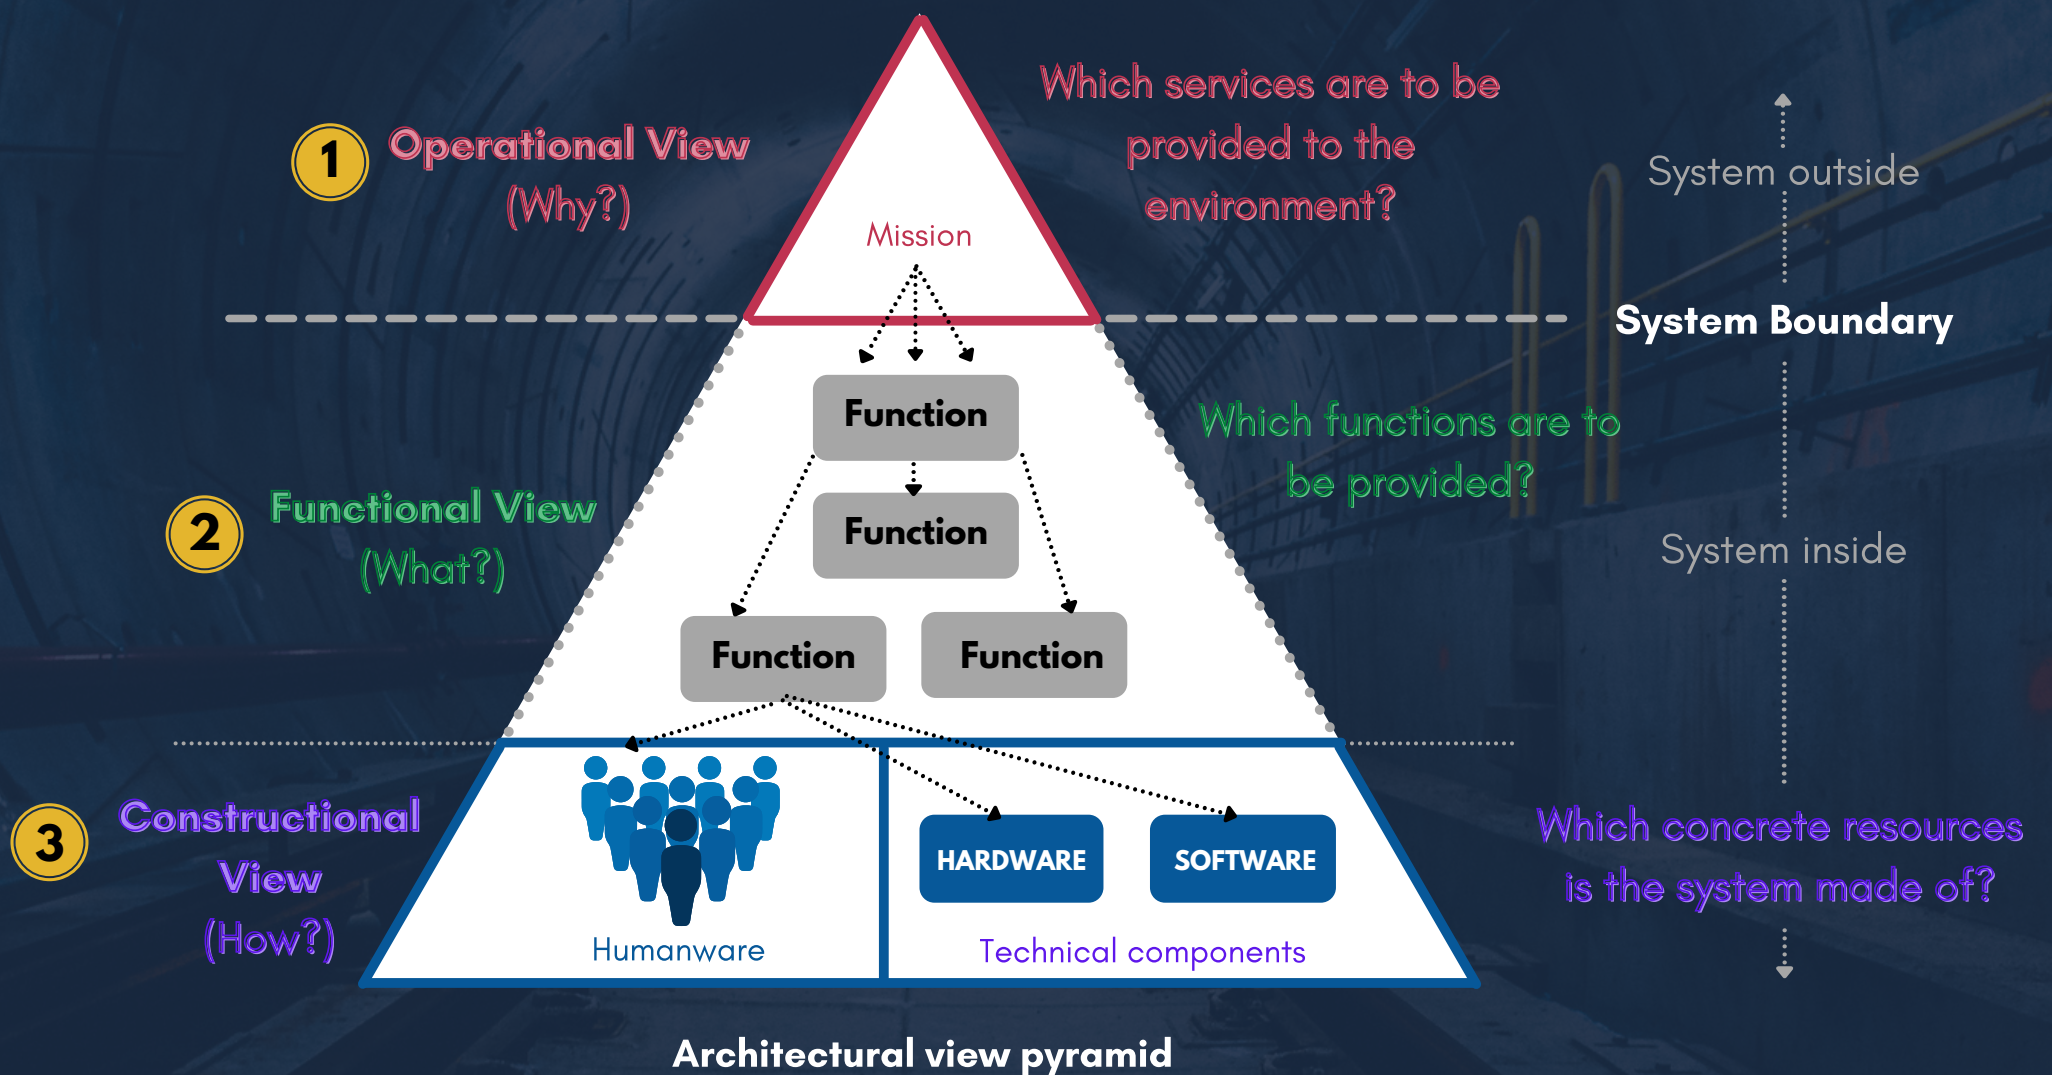 1
Operational View
(Why?)
Which services are to be
provided to the
environment?
System outside
Mission
System Boundary
Function
Which functions are to
be provided?
2
Functional View
(What?)
Function
System inside
Function
Function
3
Constructional
View
(How?)
HARDWARE
SOFTWARE
Which concrete resources
is the system made of?
Humanware
Technical components
Architectural view pyramid